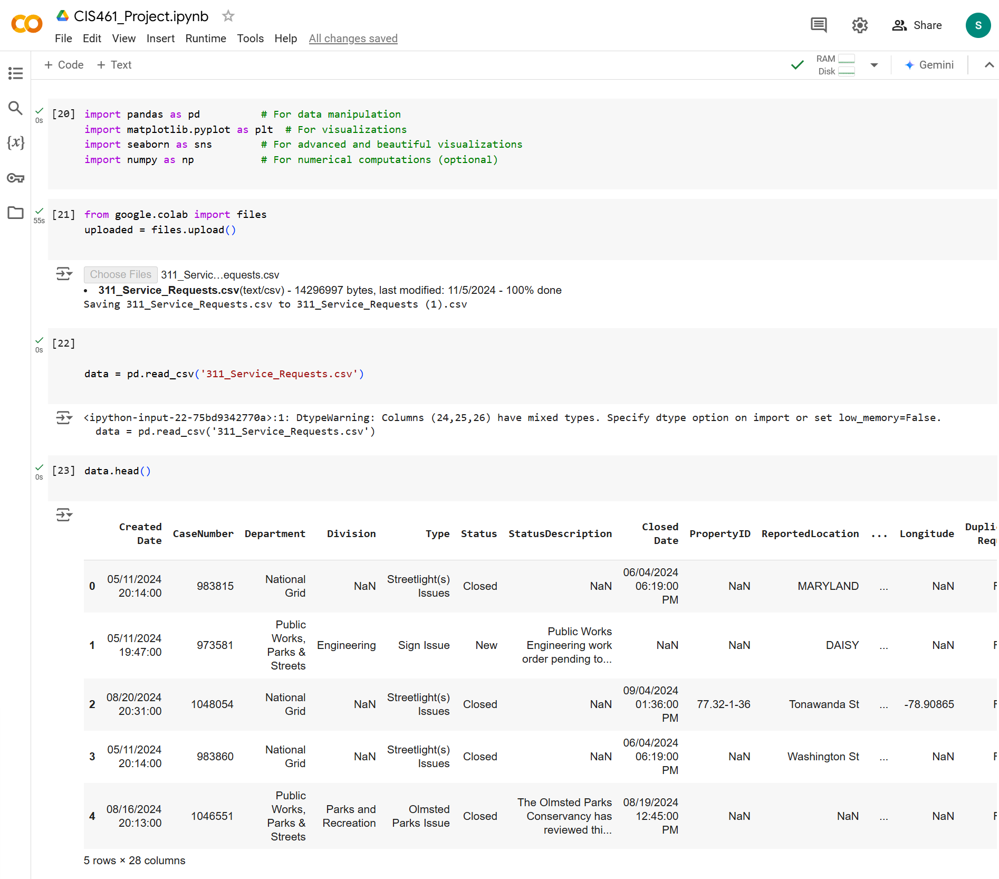 CIS461_Project.ipynb
File Edit View Insert Runtime Tools Help All changes saved
Share
S
+ Code + Text
RAM
Disk
Gemini
{x}
0s
[20] import pandas as pd # For data manipulation
import matplotlib.pyplot as plt # For visualizations
import seaborn as sns # For advanced and beautiful visualizations
import numpy as np # For numerical computations (optional)
55s
[21] from google.colab import files
uploaded = files.upload()
Choose Files 311_Servic…equests.csv
• 311_Service_Requests.csv(text/csv) - 14296997 bytes, last modified: 11/5/2024 - 100% done
Saving 311_Service_Requests.csv to 311_Service_Requests (1).csv
0s
[22]
data = pd.read_csv('311_Service_Requests.csv')
<ipython-input-22-75bd9342770a>:1: DtypeWarning: Columns (24,25,26) have mixed types. Specify dtype option on import or set low_memory=False.
data = pd.read_csv('311_Service_Requests.csv')
0s
[23] data.head()
Created Date CaseNumber Department Division Type Status StatusDescription Closed Date PropertyID ReportedLocation ... Longitude
0 05/11/2024 20:14:00 983815 National Grid NaN Streetlight(s) Issues Closed NaN 06/04/2024 06:19:00 PM NaN MARYLAND ... NaN
1 05/11/2024 19:47:00 973581 Public Works, Parks & Streets Engineering Sign Issue New Public Works Engineering work order pending to... NaN NaN DAISY ... NaN
2 08/20/2024 20:31:00 1048054 National Grid NaN Streetlight(s) Issues Closed NaN 09/04/2024 01:36:00 PM 77.32-1-36 Tonawanda St ... -78.90865
3 05/11/2024 20:14:00 983860 National Grid NaN Streetlight(s) Issues Closed NaN 06/04/2024 06:19:00 PM NaN Washington St ... NaN
4 08/16/2024 20:13:00 1046551 Public Works, Parks & Streets Parks and Recreation Olmsted Parks Issue Closed The Olmsted Parks Conservancy has reviewed thi... 08/19/2024 12:45:00 PM NaN NaN ... NaN
5 rows × 28 columns